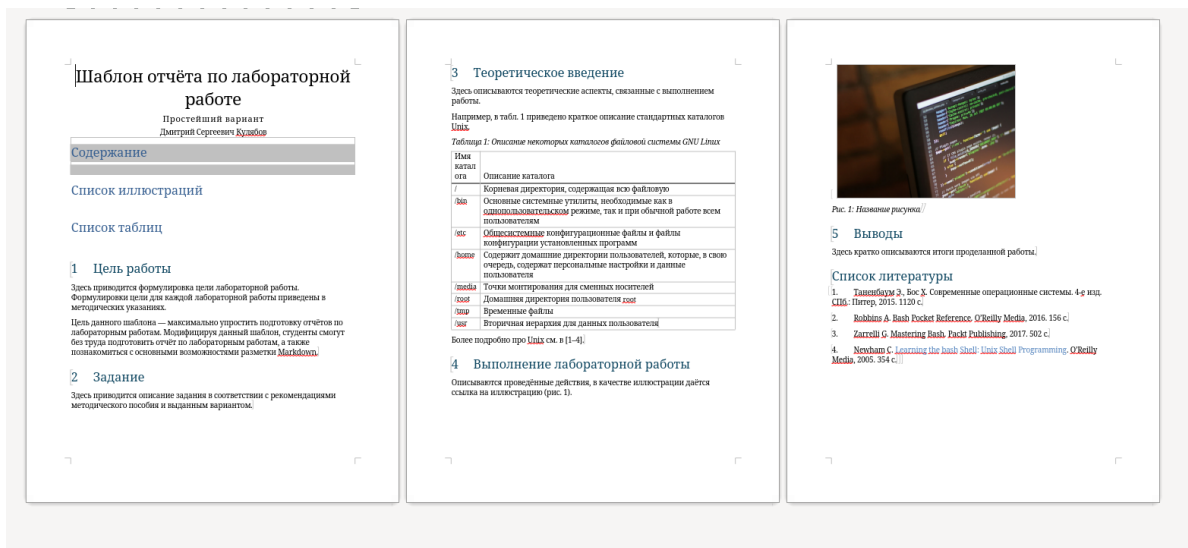 Шаблон отчёта по лабораторной
работе
Простейший вариант
Дмитрий Сергеевич Кулябов
Содержание
Список иллюстраций
Список таблиц
1 Цель работы
Здесь приводится формулировка цели лабораторной работы.
Формулировки цели для каждой лабораторной работы приведены в
методических указаниях.
Цель данного шаблона — максимально упростить подготовку отчётов по
лабораторным работам. Модифицируя данный шаблон, студенты смогут
без труда подготовить отчёт по лабораторным работам, а также
познакомиться с основными возможностями разметки Markdown.
2 Задание
Здесь приводится описание задания в соответствии с рекомендациями
методического пособия и выданным вариантом.
3 Теоретическое введение
Здесь описываются теоретические аспекты, связанные с выполнением
работы.
Например, в табл. 1 приведено краткое описание стандартных каталогов
Unix.
Таблица 1: Описание некоторых каталогов файловой системы GNU Linux
Имя
катал
ога Описание каталога
/ Корневая директория, содержащая всю файловую
/bin Основные системные утилиты, необходимые как в
однопользовательском режиме, так и при обычной работе всем
пользователям
/etc Общесистемные конфигурационные файлы и файлы
конфигурации установленных программ
/home Содержит домашние директории пользователей, которые, в свою
очередь, содержат персональные настройки и данные
пользователя
/media Точки монтирования для сменных носителей
/root Домашняя директория пользователя root
/tmp Временные файлы
/usr Вторичная иерархия для данных пользователя
Более подробно про Unix см. в [1–4].
4 Выполнение лабораторной работы
Описываются проведённые действия, в качестве иллюстрации даётся
ссылка на иллюстрацию (рис. 1).
Рис. 1: Название рисунка
5 Выводы
Здесь кратко описываются итоги проделанной работы.
Список литературы
1. Таненбаум Э., Бос Х. Современные операционные системы. 4-е изд.
СПб.: Питер, 2015. 1120 с.
2. Robbins A. Bash Pocket Reference. O'Reilly Media, 2016. 156 с.
3. Zarrelli G. Mastering Bash. Packt Publishing, 2017. 502 с.
4. Newham C. Learning the bash Shell: Unix Shell Programming. O'Reilly
Media, 2005. 354 с.